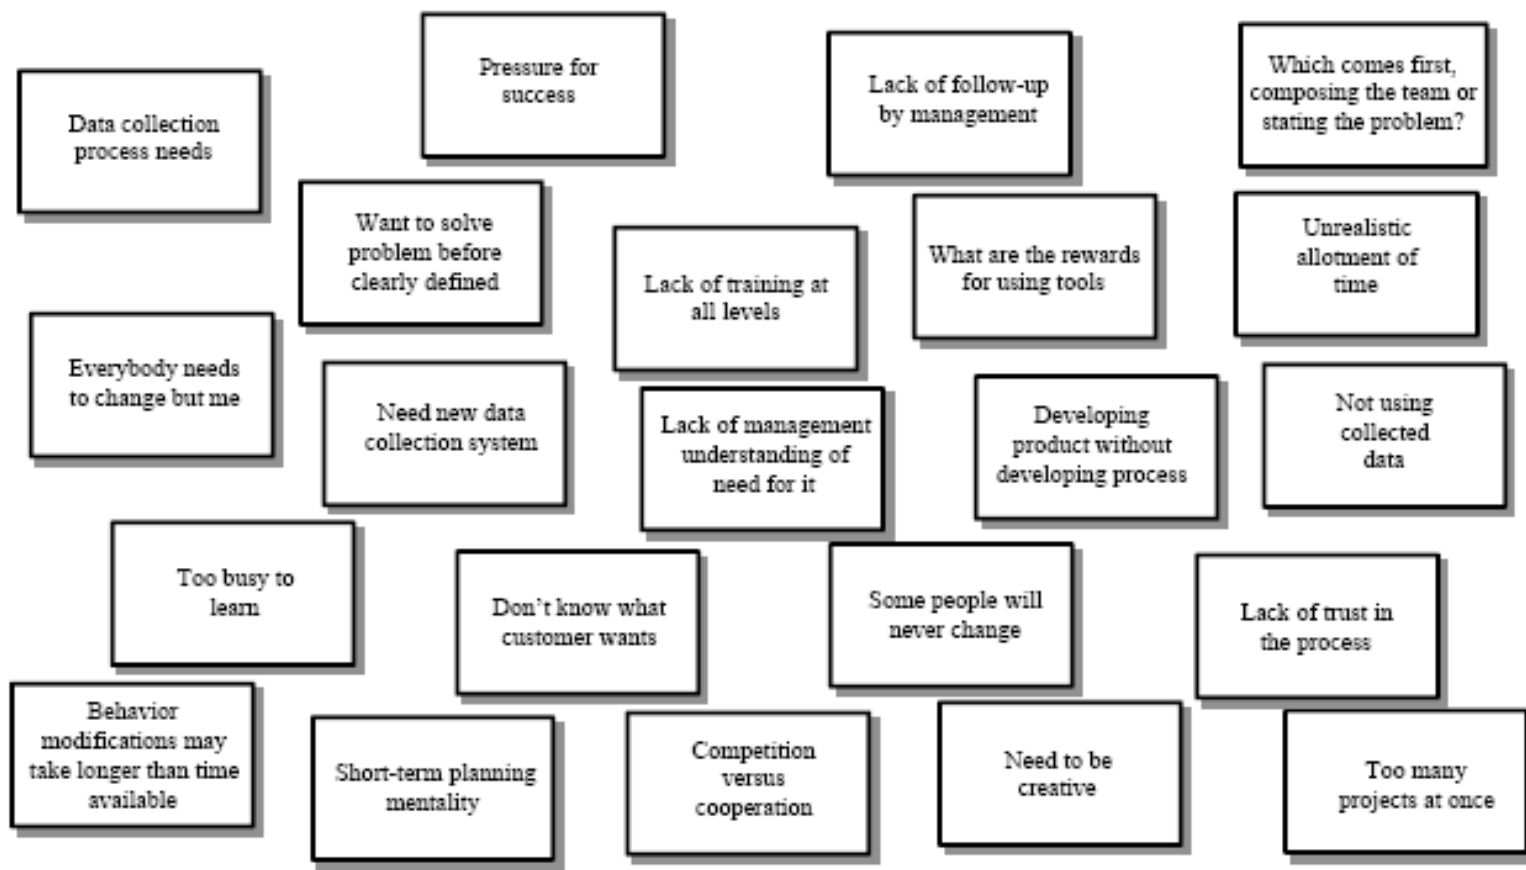 Pressure for
success
Lack of follow-up
by management
Which comes first,
composing the team or
stating the problem?
Data collection
process needs
Want to solve
problem before
clearly defined
Lack of training at
all levels
What are the rewards
for using tools
Unrealistic
allotment of
time
Everybody needs
to change but me
Need new data
collection system
Lack of management
understanding of
need for it
Developing
product without
developing process
Not using
collected
data
Too busy to
learn
Don't know what
customer wants
Some people will
never change
Lack of trust in
the process
Behavior
modifications may
take longer than time
available
Short-term planning
mentality
Competition
versus
cooperation
Need to be
creative
Too many
projects at once